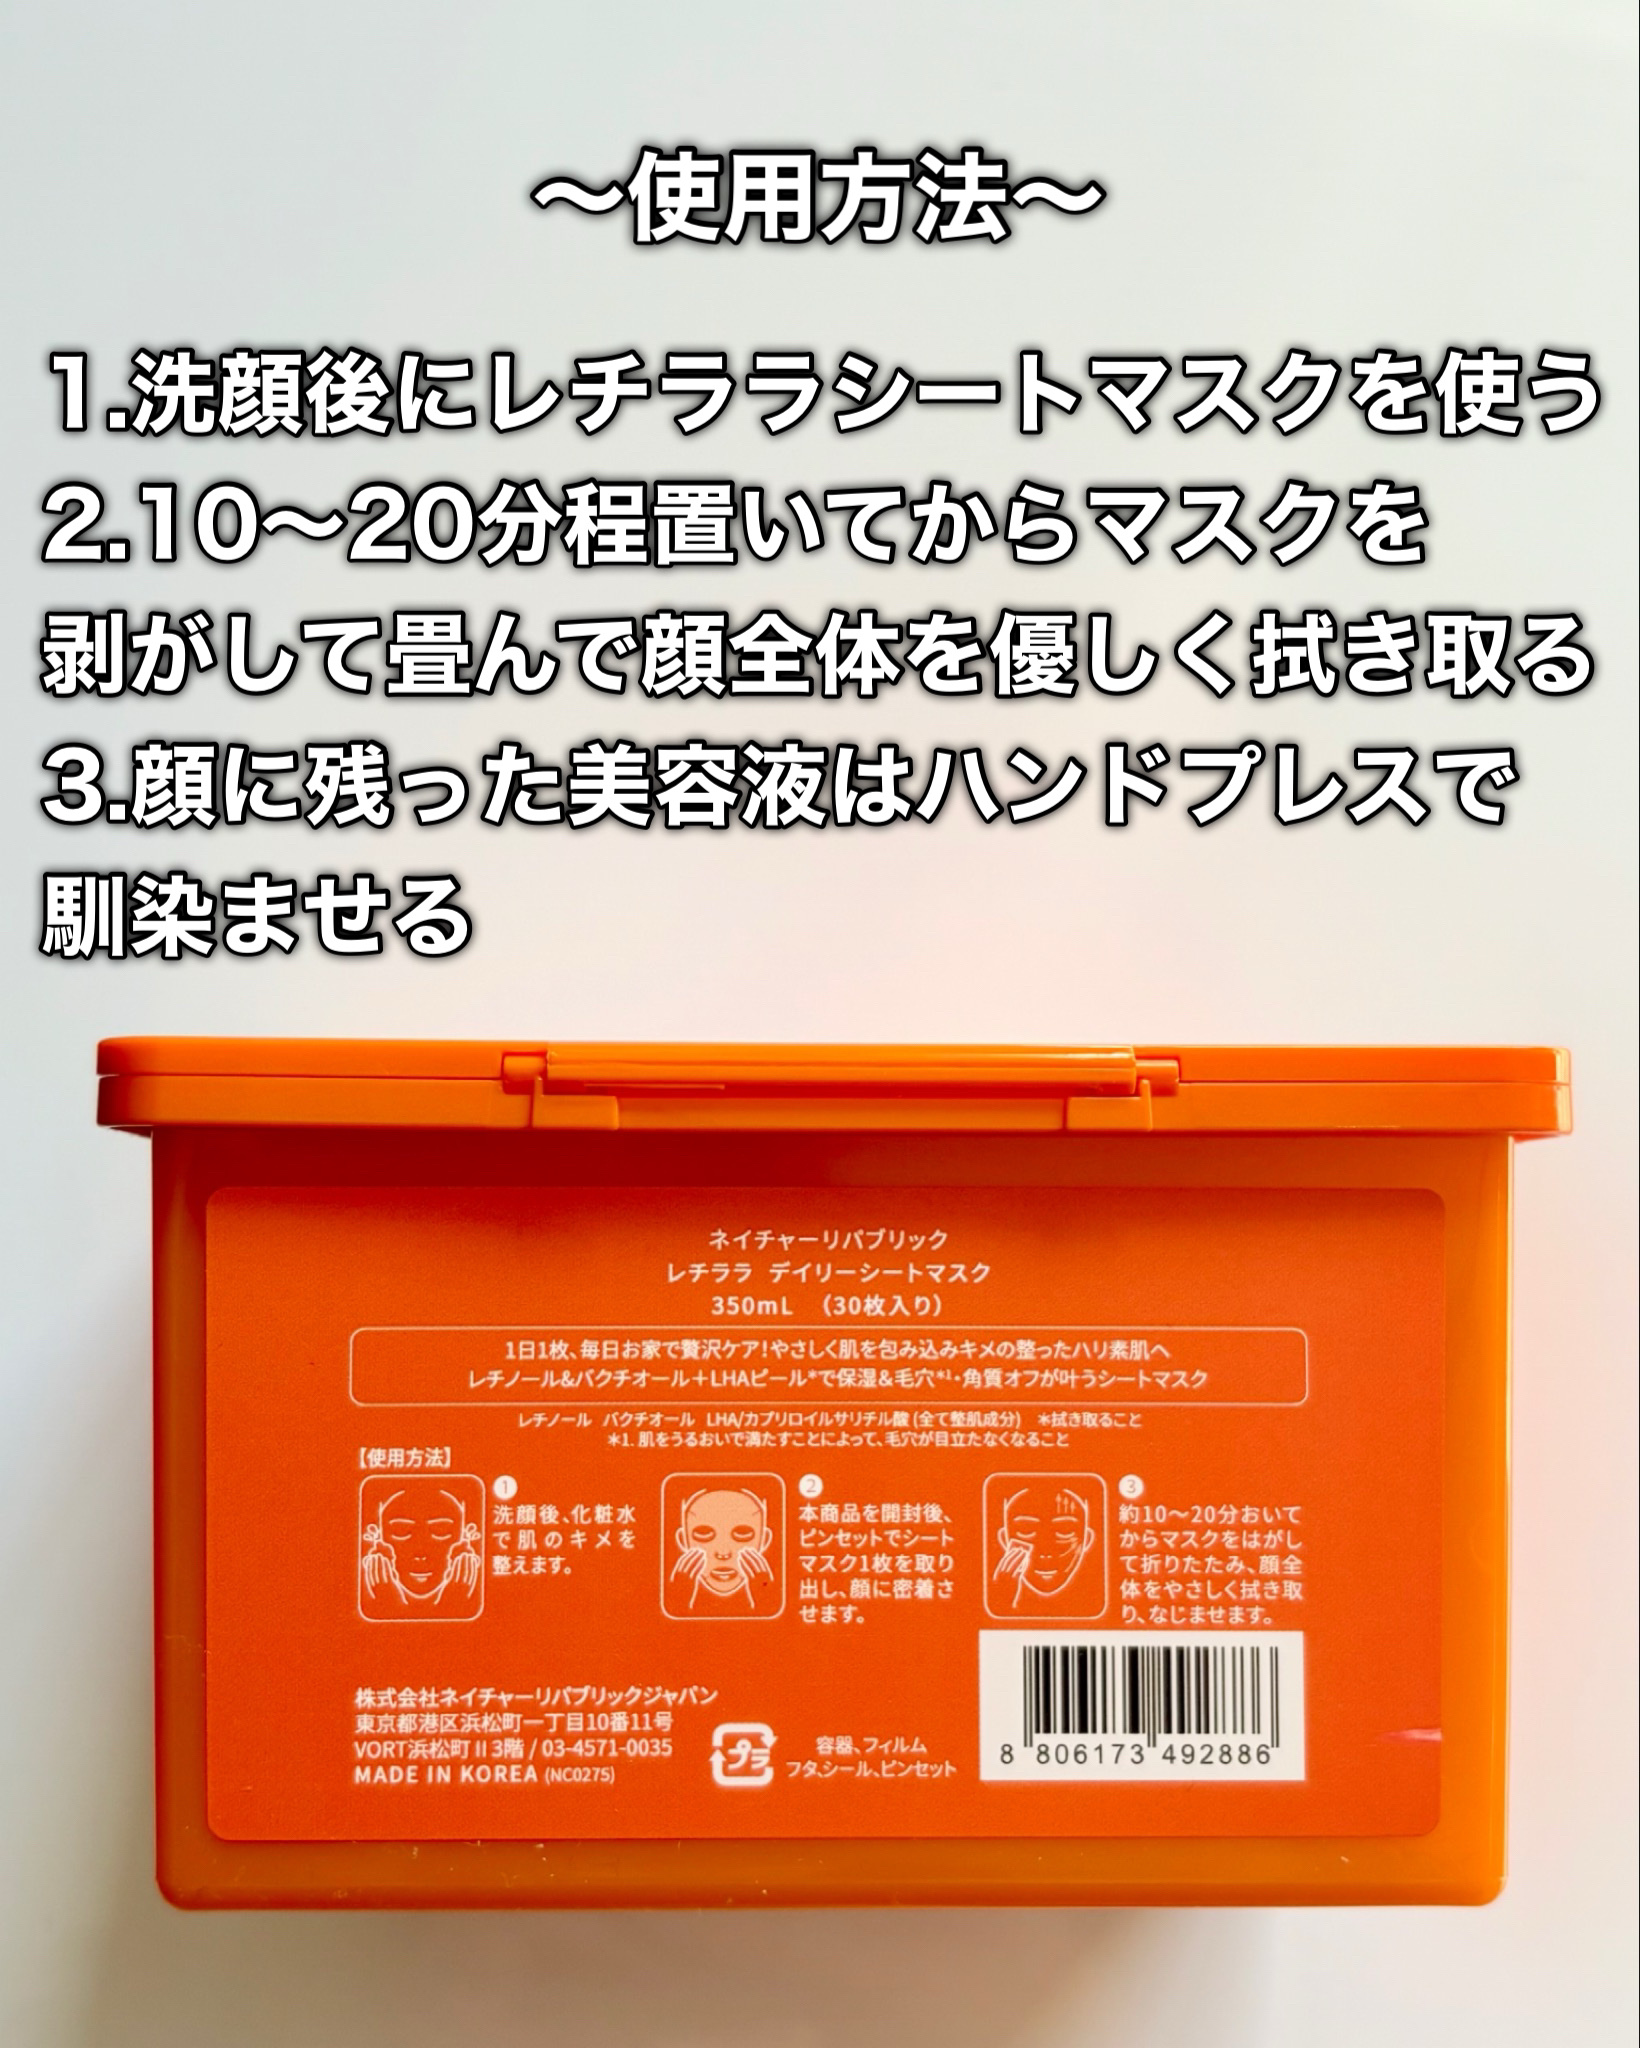 〜使用方法〜
1.洗顔後にレチララシートマスクを使う
2.10〜20分程置いてからマスクを
剥がして畳んで顔全体を優しく拭き取る
3.顔に残った美容液はハンドプレスで
馴染ませる
ネイチャーリパブリック
レチララ デイリーシートマスク
350mL （30枚入り）
1日1枚、毎日お家で贅沢ケア!やさしく肌を包み込みキメの整ったハリ素肌へ
レチノール&バクチオール＋LHAピール*で保湿&毛穴*1・角質オフが叶うシートマスク
レチノール バクチオール LHA/カプリロイルサリチル酸 (全て整肌成分) ＊拭き取ること
＊1. 肌をうるおいで満たすことによって、毛穴が目立たなくなること
【使用方法】
1
洗顔後、化粧水
で肌のキメを
整えます。
2
本商品を開封後、
ピンセットでシート
マスク1枚を取り
出し、顔に密着さ
せます。
3
約10〜20分おいて
からマスクをはがし
て折りたたみ、顔全
体をやさしく拭き取
り、なじませます。
株式会社ネイチャーリパブリックジャパン
東京都港区浜松町一丁目10番11号
VORT浜松町Ⅱ3階 / 03-4571-0035
MADE IN KOREA (NC0275)
プラ
容器、フィルム
フタ、シール、ピンセット
8 806173 492886